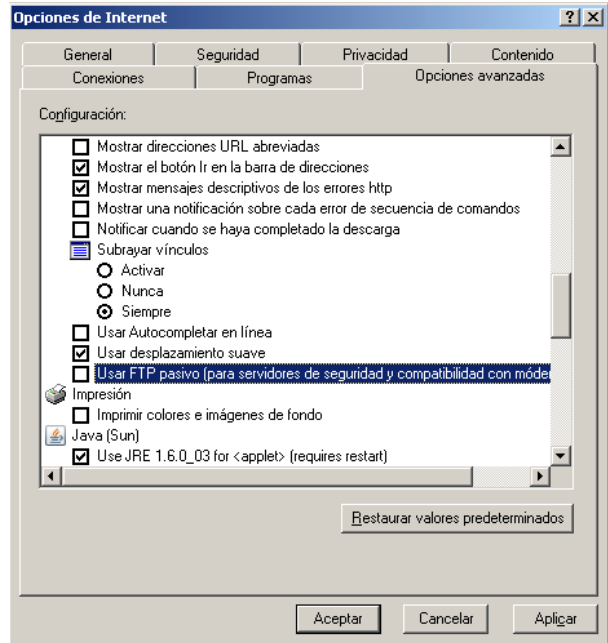 Opciones de Internet
General Seguridad Privacidad Contenido
Conexiones Programas Opciones avanzadas
Configuración:
Mostrar direcciones URL abreviadas
Mostrar el botón Ir en la barra de direcciones
Mostrar mensajes descriptivos de los errores http
Mostrar una notificación sobre cada error de secuencia de comandos
Notificar cuando se haya completado la descarga
Subrayar vínculos
Activar
Nunca
Siempre
Usar Autocompletar en línea
Usar desplazamiento suave
Usar FTP pasivo (para servidores de seguridad y compatibilidad con móde
Impresión
Imprimir colores e imágenes de fondo
Java (Sun)
Use JRE 1.6.0_03 for <applet> (requires restart)
Restaurar valores predeterminados
Aceptar Cancelar Aplicar